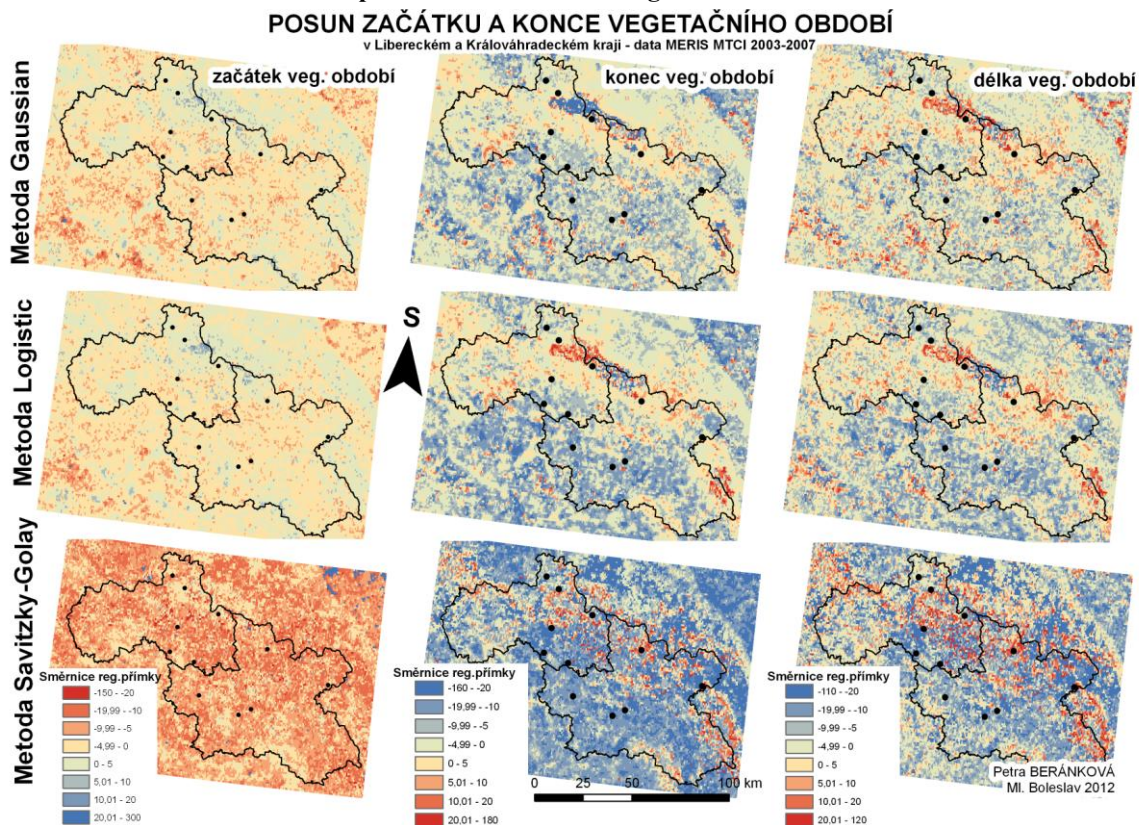 POSUN ZAČÁTKU A KONCE VEGETAČNÍHO OBDOBÍ
v Libereckém a Králováhradeckém kraji - data MERIS MTCI 2003-2007
začátek veg. období
konec veg. období
délka veg. období
Metoda Gaussian
Metoda Logistic
S
Metoda Savitzky-Golay
Směrnice reg.přímky
-150 - -20
-19,99 - -10
-9,99 - -5
-4,99 - 0
0 - 5
5,01 - 10
10,01 - 20
20,01 - 300
Směrnice reg.přímky
-160 - -20
-19,99 - -10
-9,99 - -5
-4,99 - 0
0 - 5
5,01 - 10
10,01 - 20
20,01 - 180
Směrnice reg.přímky
-110 - -20
-19,99 - -10
-9,99 - -5
-4,99 - 0
0 - 5
5,01 - 10
10,01 - 20
20,01 - 120
0 25 50 100 km
Petra BERÁNKOVÁ
Ml. Boleslav 2012